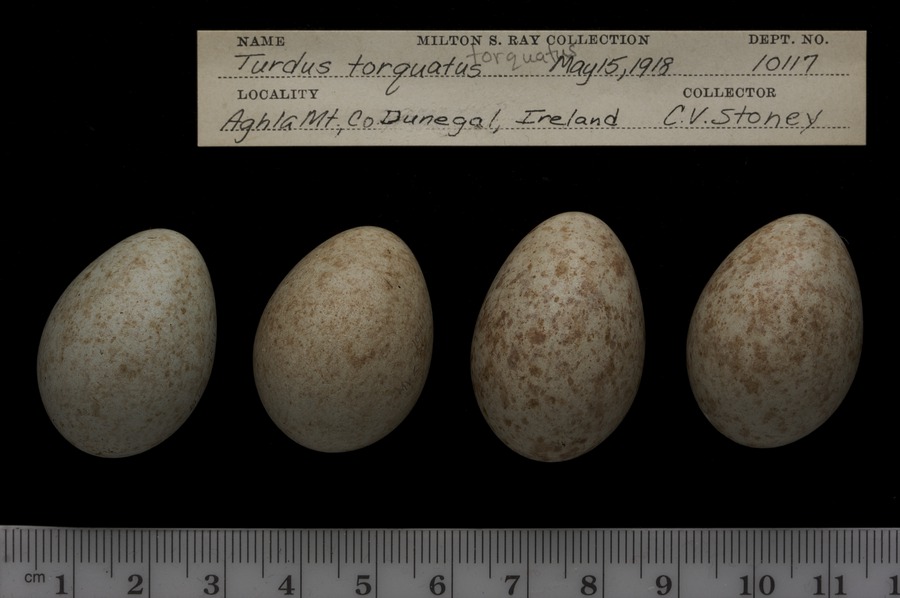 NAME MILTON S. RAY COLLECTION DEPT. NO.
Turdus torquatus torquatus May 15, 1918 10117
LOCALITY COLLECTOR
Aghla Mt., Co. Dunegal, Ireland C.V. Stoney
cm 1 2 3 4 5 6 7 8 9 10 11 1